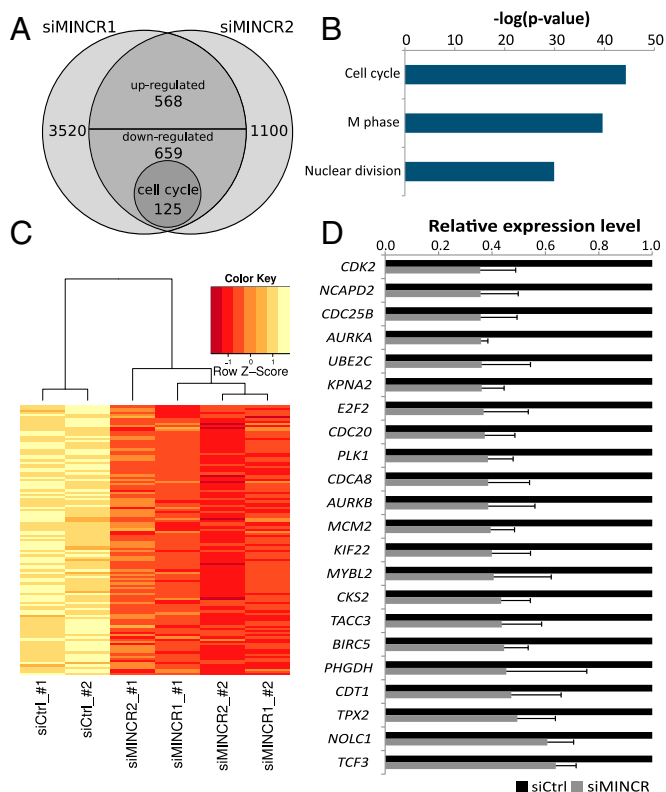 A
siMINCR1
siMINCR2
up-regulated
568
3520
1100
down-regulated
659
cell cycle
125
B
-log(p-value)
0 10 20 30 40 50
Cell cycle
M phase
Nuclear division
C
Color Key
-1 1
Row Z-Score
siCtrl_#1
siCtrl_#2
siMINCR2_#1
siMINCR1_#1
siMINCR2_#2
siMINCR1_#2
D
Relative expression level
0.0 0.2 0.4 0.6 0.8 1.0
CDK2
NCAPD2
CDC25B
AURKA
UBE2C
KPNA2
E2F2
CDC20
PLK1
CDCA8
AURKB
MCM2
KIF22
MYBL2
CKS2
TACC3
BIRC5
PHGDH
CDT1
TPX2
NOLC1
TCF3
siCtrl siMINCR